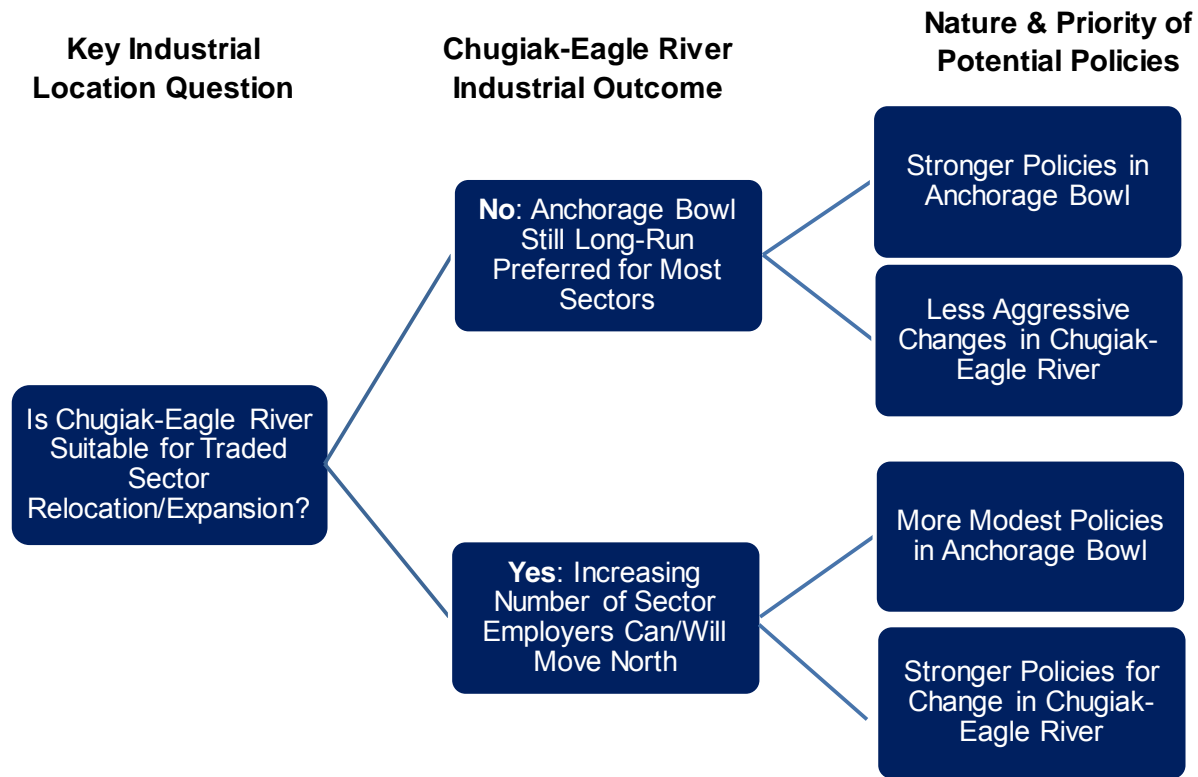 Key Industrial
Location Question
Chugiak-Eagle River
Industrial Outcome
Nature & Priority of
Potential Policies
Is Chugiak-Eagle River
Suitable for Traded
Sector
Relocation/Expansion?
No: Anchorage Bowl
Still Long-Run
Preferred for Most
Sectors
Stronger Policies in
Anchorage Bowl
Less Aggressive
Changes in Chugiak-
Eagle River
Yes: Increasing
Number of Sector
Employers Can/Will
Move North
More Modest Policies
in Anchorage Bowl
Stronger Policies for
Change in Chugiak-
Eagle River